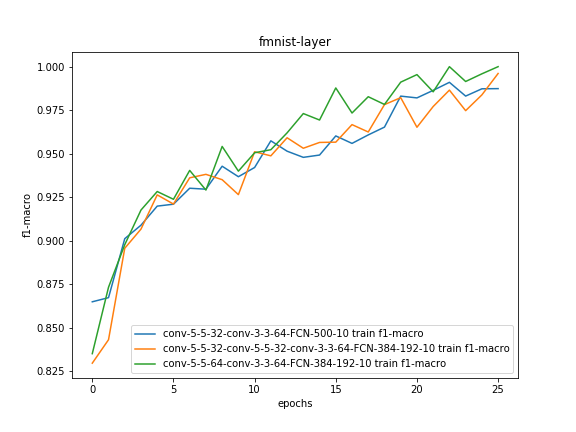 fmnist-layer
1.000
0.975
0.950
0.925
0.900
0.875
0.850
0.825
f1-macro
conv-5-5-32-conv-3-3-64-FCN-500-10 train f1-macro
conv-5-5-32-conv-5-5-32-conv-3-3-64-FCN-384-192-10 train f1-macro
conv-5-5-64-conv-3-3-64-FCN-384-192-10 train f1-macro
0 5 10 15 20 25
epochs